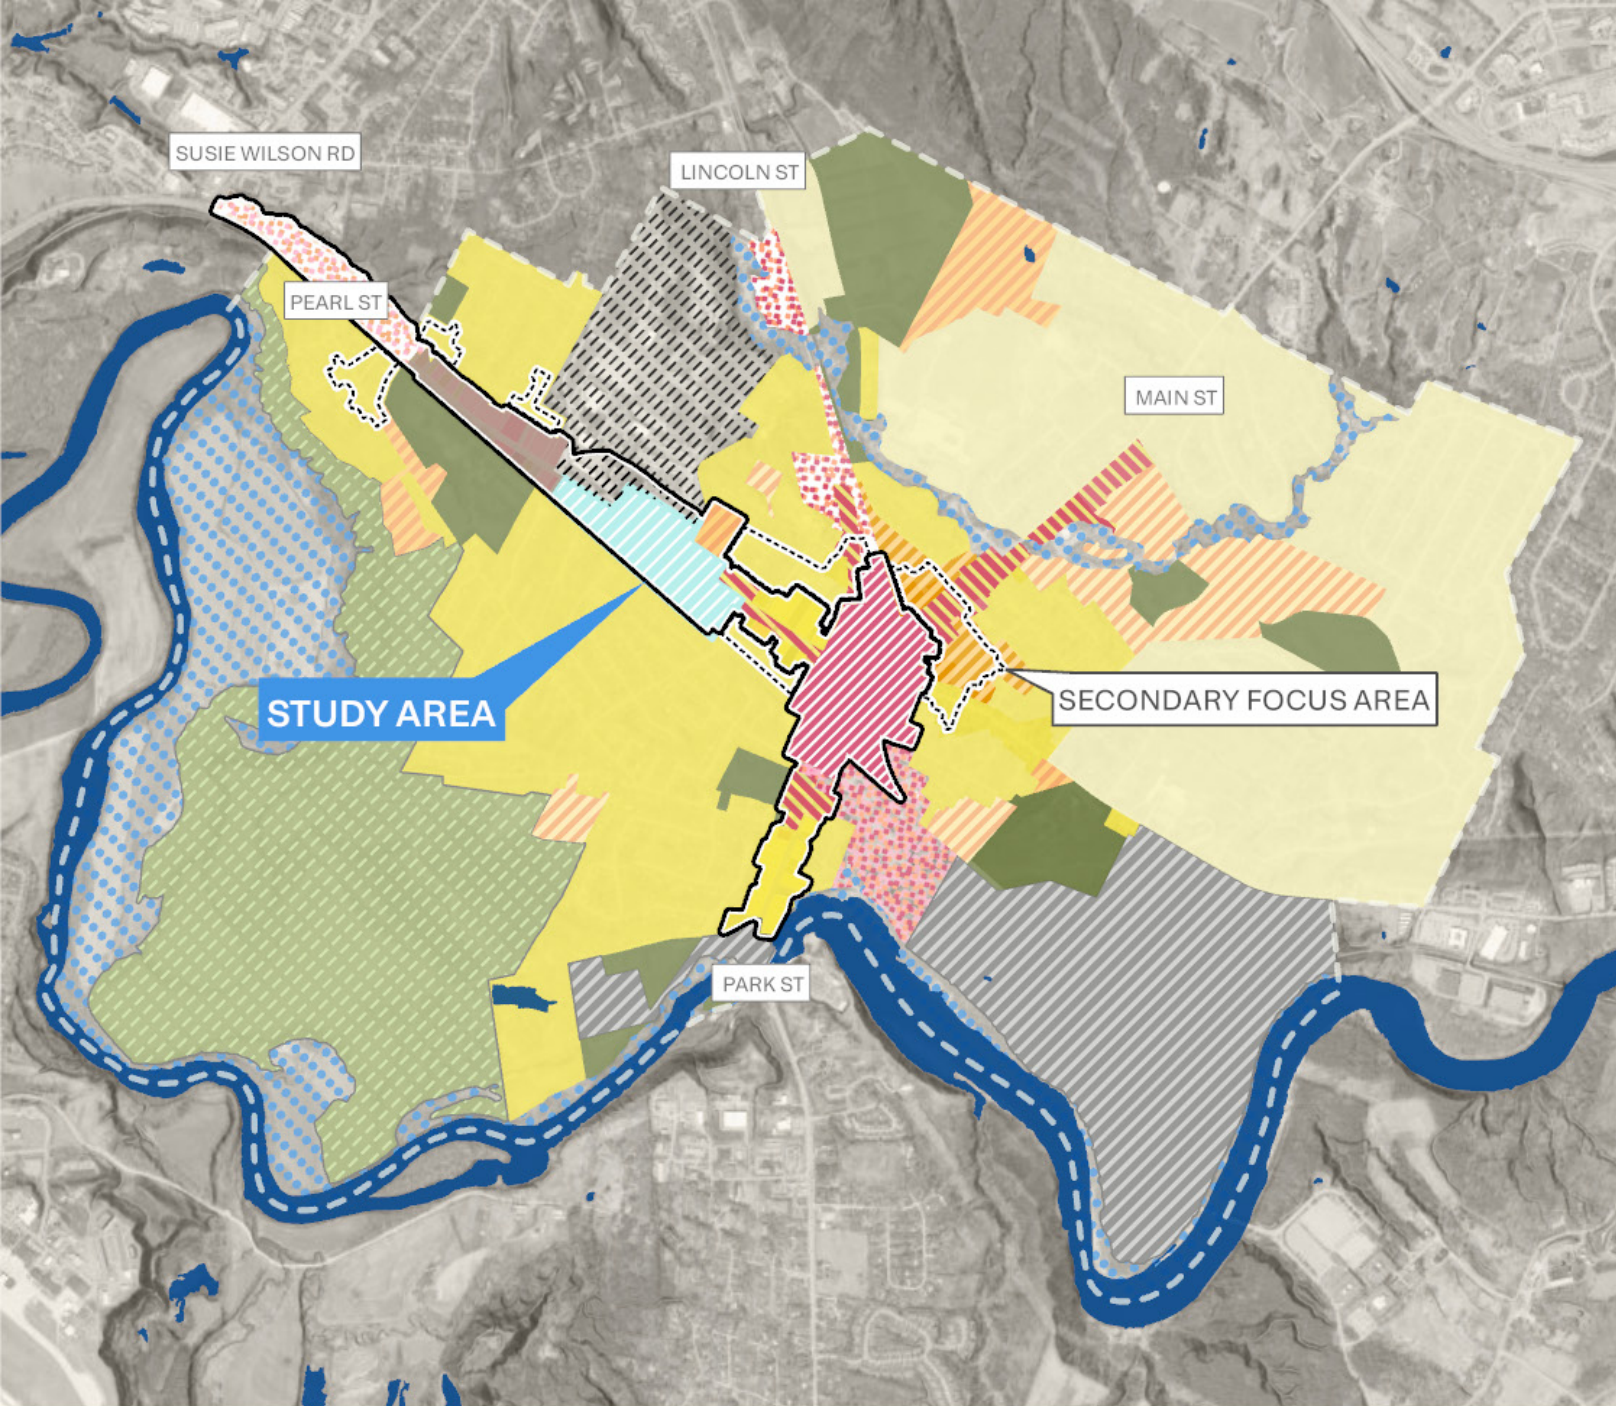 SUSIE WILSON RD
LINCOLN ST
PEARL ST
MAIN ST
STUDY AREA
SECONDARY FOCUS AREA
PARK ST